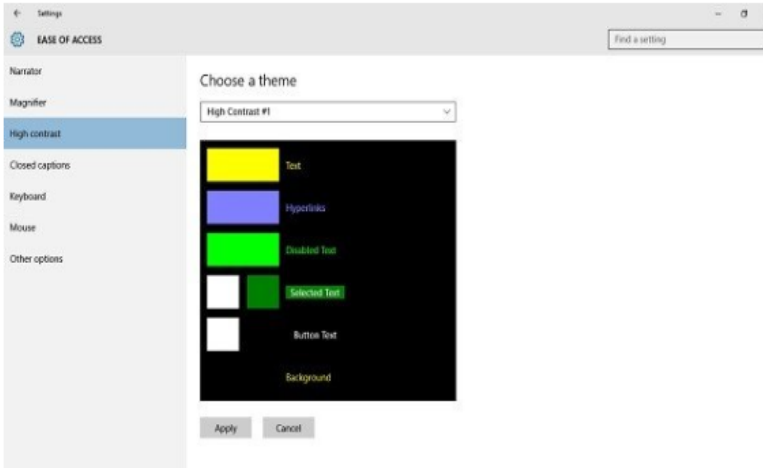 Settings
EASE OF ACCESS
Find a setting
Narrator
Magnifier
High contrast
Closed captions
Keyboard
Mouse
Other options
Choose a theme
High Contrast #1
Text
Hyperlinks
Disabled Text
Selected Text
Button Text
Background
Apply
Cancel